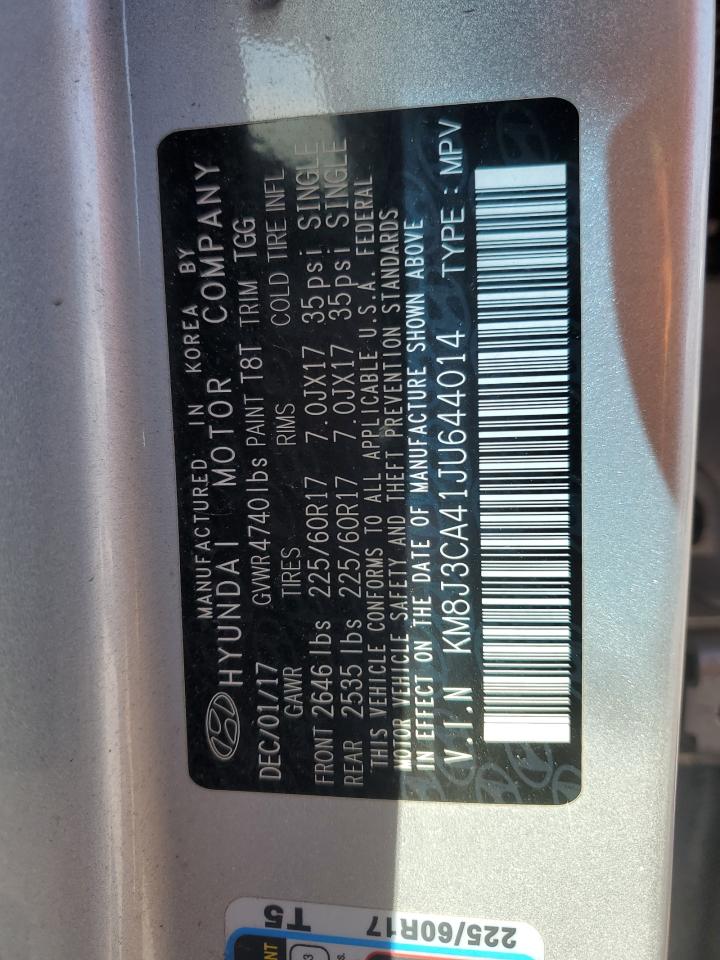 MANUFACTURED IN KOREA BY
HYUNDAI MOTOR COMPANY
DEC/01/17 GVWR 4740 lbs PAINT T8T TRIM TGG
GAWR TIRES RIMS COLD TIRE INFL
FRONT 2646 lbs 225/60R17 7.0JX17 35psi SINGLE
REAR 2535 lbs 225/60R17 7.0JX17 35psi SINGLE
THIS VEHICLE CONFORMS TO ALL APPLICABLE U.S.A. FEDERAL
MOTOR VEHICLE SAFETY AND THEFT PREVENTION STANDARDS
IN EFFECT ON THE DATE OF MANUFACTURE SHOWN ABOVE
V.I.N KM8J3CA41JU644014 TYPE : MPV
T5
225/60R17